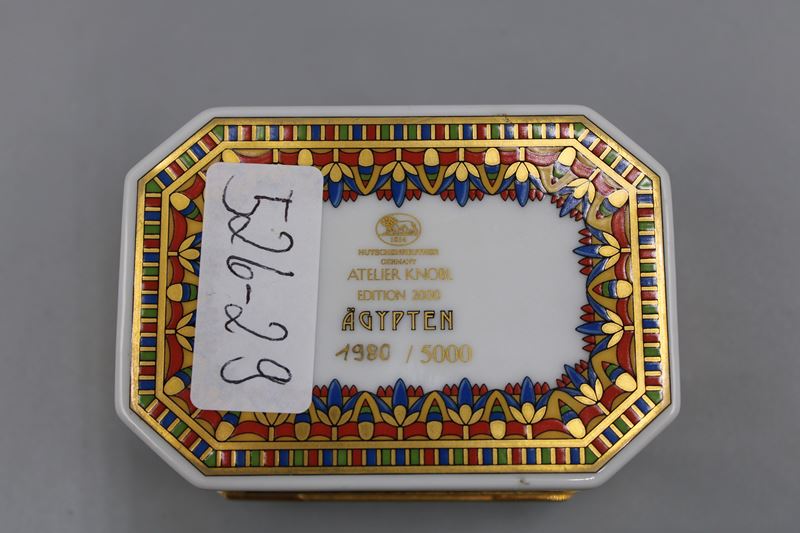 526-29
1814
HUTSCHENREUTHER
GERMANY
ATELIER KNOBL
EDITION 2000
ÄGYPTEN
1980 / 5000